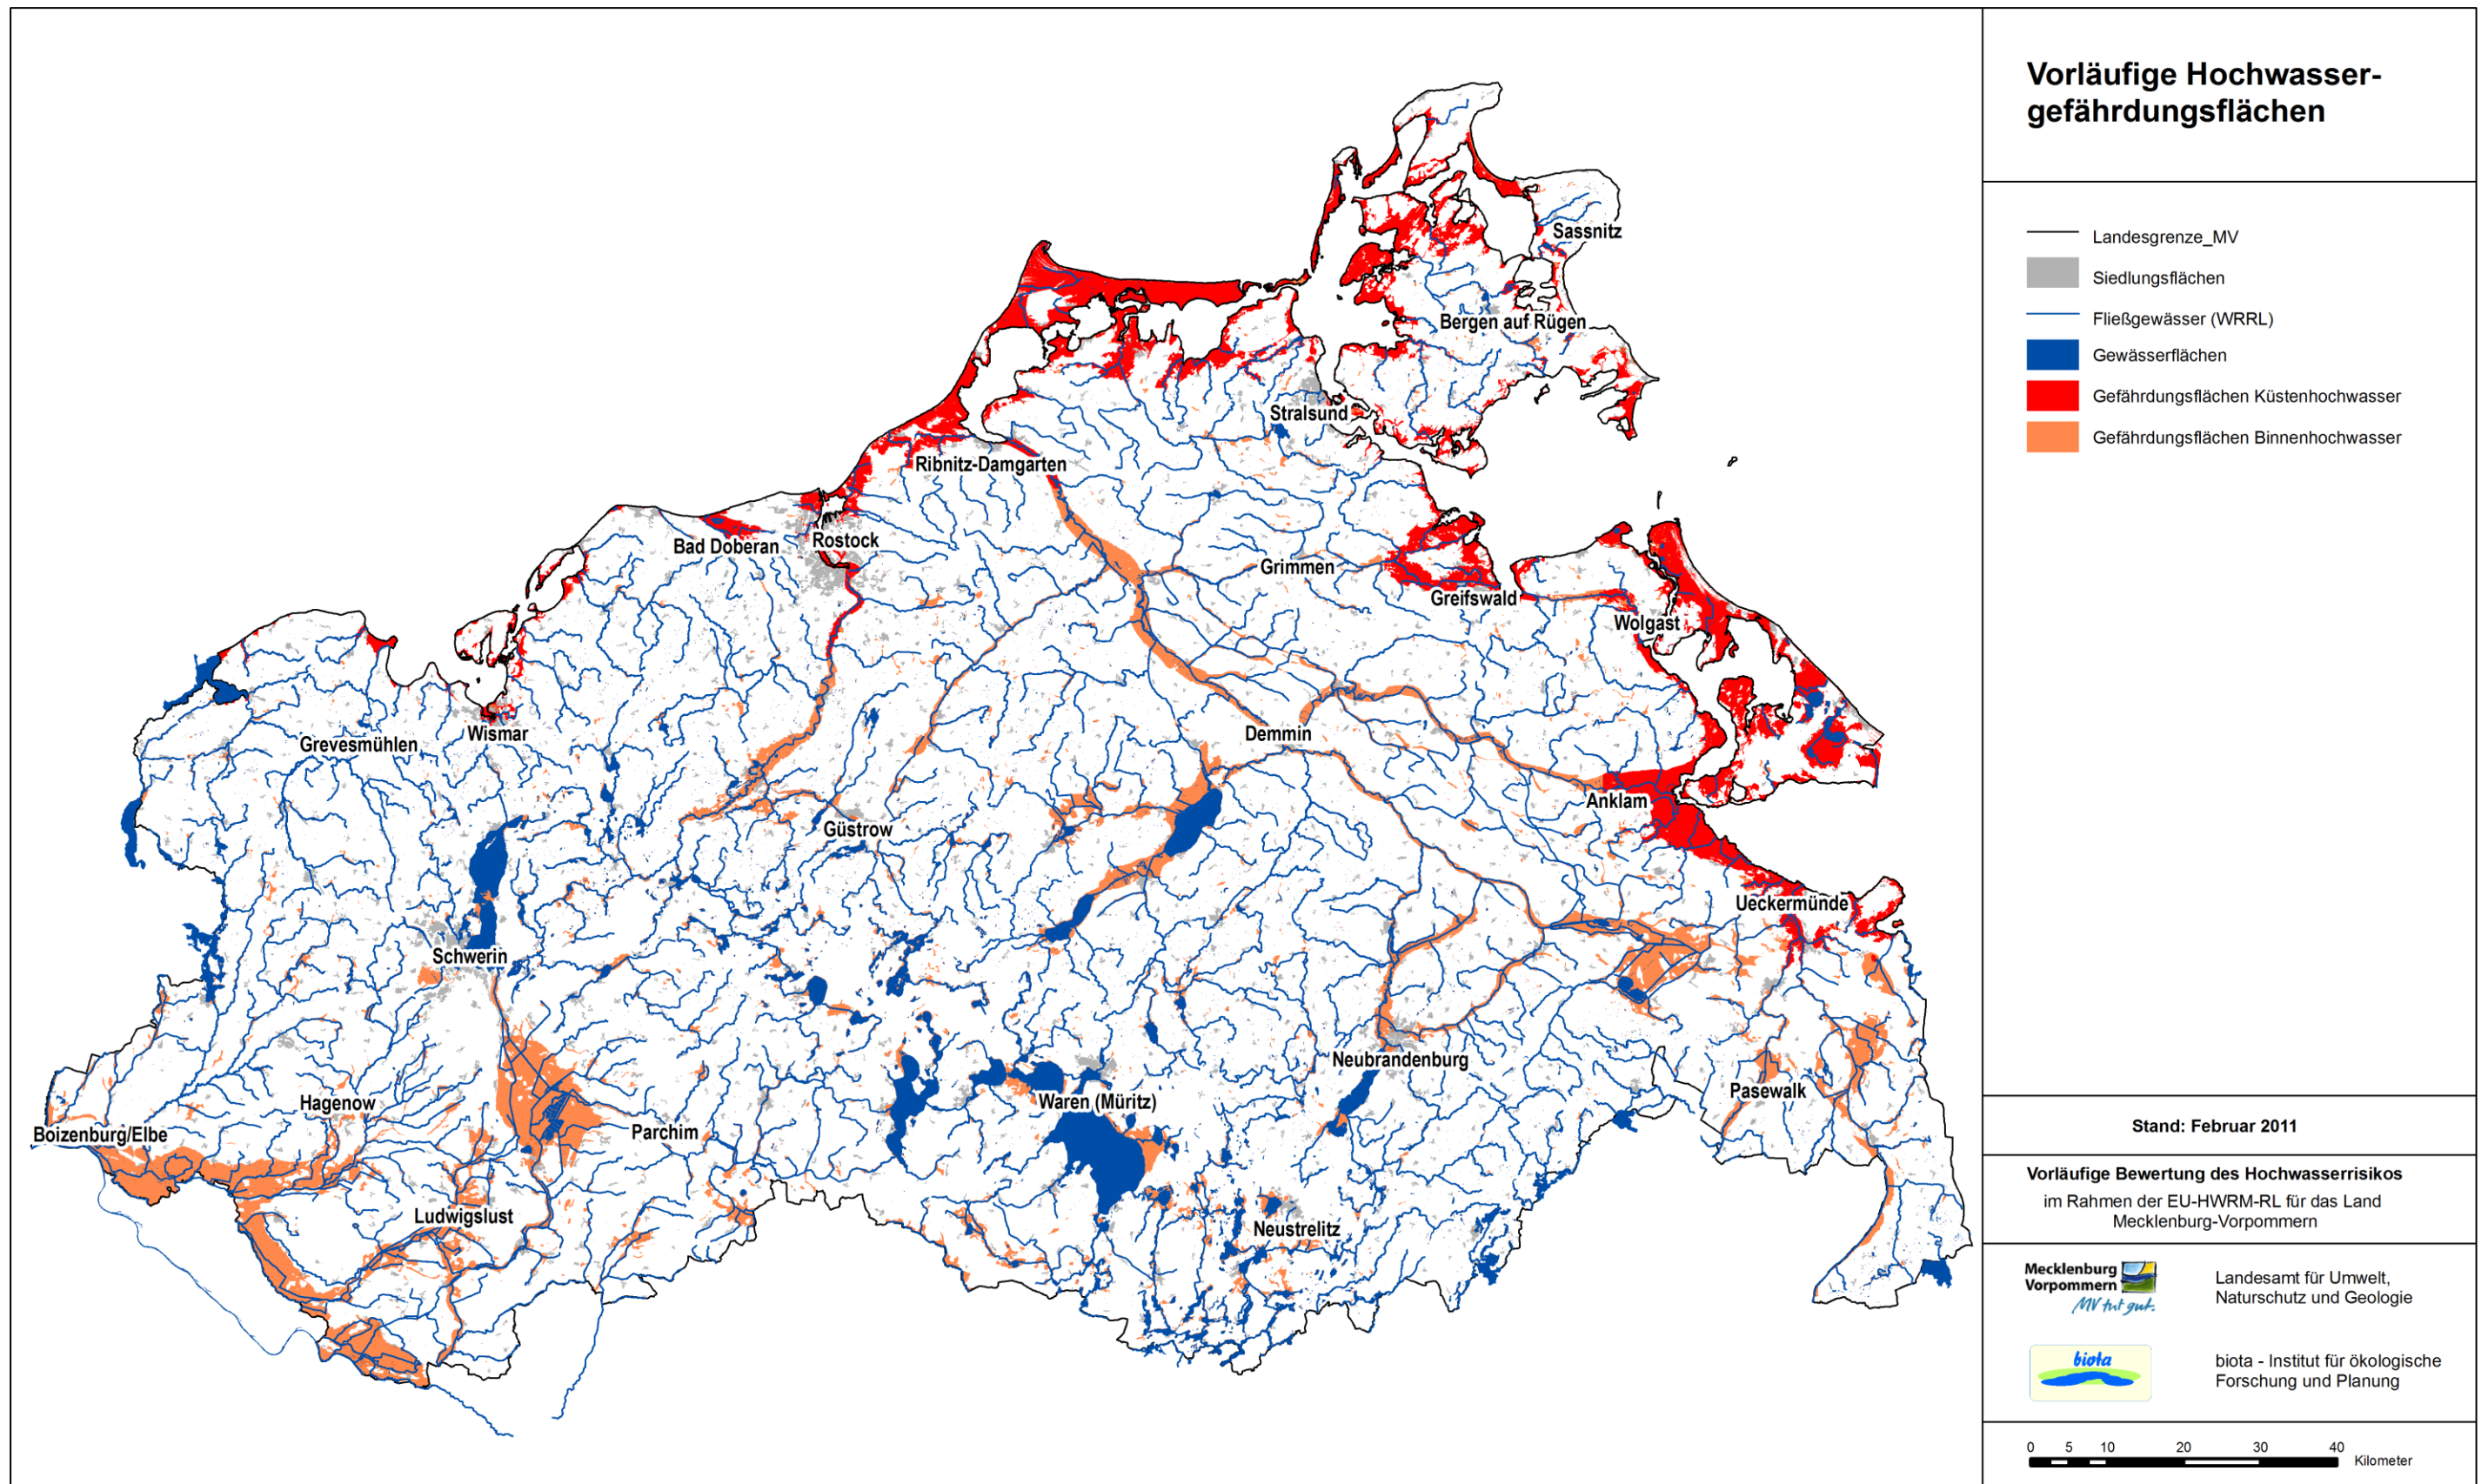 Vorläufige Hochwasser-
gefährdungsflächen
Landesgrenze_MV
Siedlungsflächen
Fließgewässer (WRRL)
Gewässerflächen
Gefährdungsflächen Küstenhochwasser
Gefährdungsflächen Binnenhochwasser
Sassnitz
Bergen auf Rügen
Stralsund
Ribnitz-Damgarten
Bad Doberan
Rostock
Grimmen
Greifswald
Wolgast
Wismar
Grevesmühlen
Demmin
Anklam
Güstrow
Ueckermünde
Schwerin
Neubrandenburg
Pasewalk
Hagenow
Waren (Müritz)
Boizenburg/Elbe
Parchim
Ludwigslust
Neustrelitz
Stand: Februar 2011
Vorläufige Bewertung des Hochwasserrisikos
im Rahmen der EU-HWRM-RL für das Land
Mecklenburg-Vorpommern
Mecklenburg
Vorpommern
MV tut gut.
Landesamt für Umwelt,
Naturschutz und Geologie
biota
biota - Institut für ökologische
Forschung und Planung
0 5 10 20 30 40
Kilometer